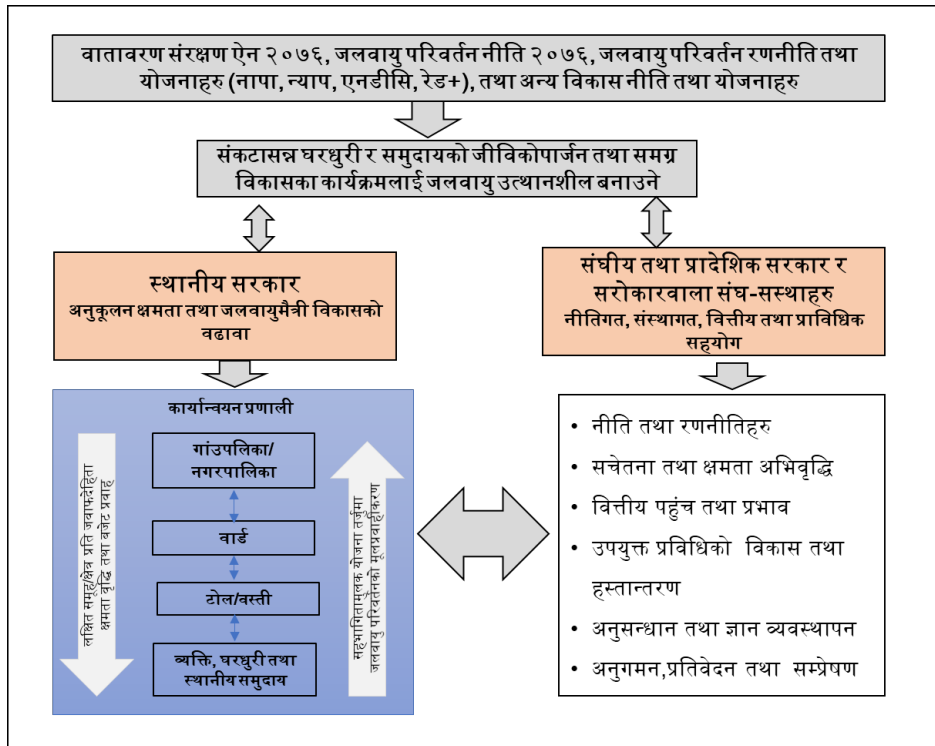 वातावरण संरक्षण ऐन २०७६, जलवायु परिवर्तन नीति २०७६, जलवायु परिवर्तन रणनीति तथा
योजनाहरु (नापा, न्याप, एनडीसि, रेड+), तथा अन्य विकास नीति तथा योजनाहरु
संकटासन्न घरधुरी र समुदायको जीविकोपार्जन तथा समग्र
विकासका कार्यक्रमलाई जलवायु उत्थानशील बनाउने
स्थानीय सरकार
अनुकूलन क्षमता तथा जलवायुमैत्री विकासको
वढावा
संघीय तथा प्रादेशिक सरकार र
सरोकारवाला संघ-सस्थाहरु
नीतिगत, संस्थागत, वित्तीय तथा प्राविधिक
सहयोग
कार्यान्वयन प्रणाली
लक्षित समूह/क्षेत्र प्रति जवाफदेहिता
क्षमता वृद्धि तथा बजेट प्रवाह
गांउपलिका/
नगरपालिका
वार्ड
टोल/वस्ती
व्यक्ति, घरधुरी तथा
स्थानीय समुदाय
सहभागितामूलक योजना तर्जुमा
जलवायु परिवर्तनको मूलप्रवाहीकरण
• नीति तथा रणनीतिहरु
• सचेतना तथा क्षमता अभिवृद्धि
• वित्तीय पहुंच तथा प्रभाव
• उपयुक्त प्रविधिको विकास तथा
हस्तान्तरण
• अनुसन्धान तथा ज्ञान व्यवस्थापन
• अनुगमन,प्रतिवेदन तथा सम्प्रेषण